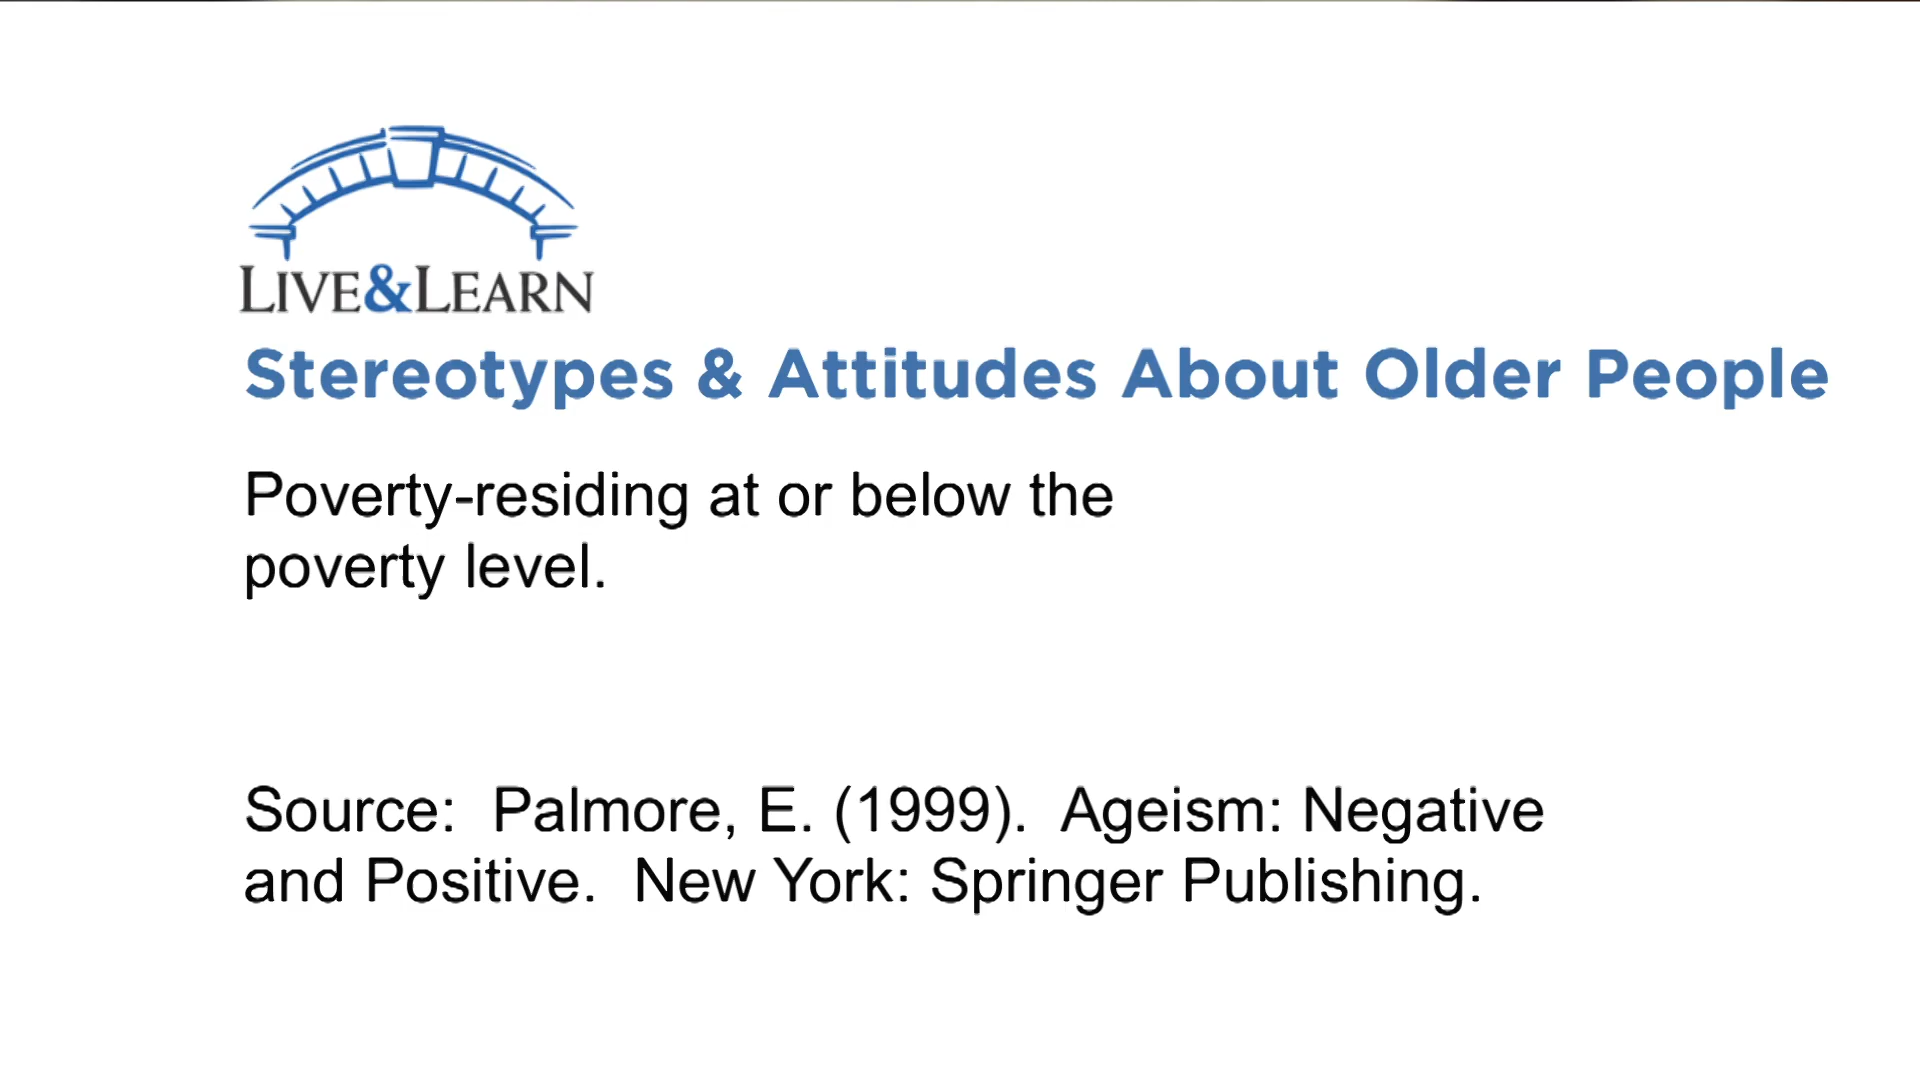 LIVE&LEARN
Stereotypes & Attitudes About Older People
Poverty-residing at or below the
poverty level.
Source:  Palmore, E. (1999).  Ageism: Negative
and Positive.  New York: Springer Publishing.